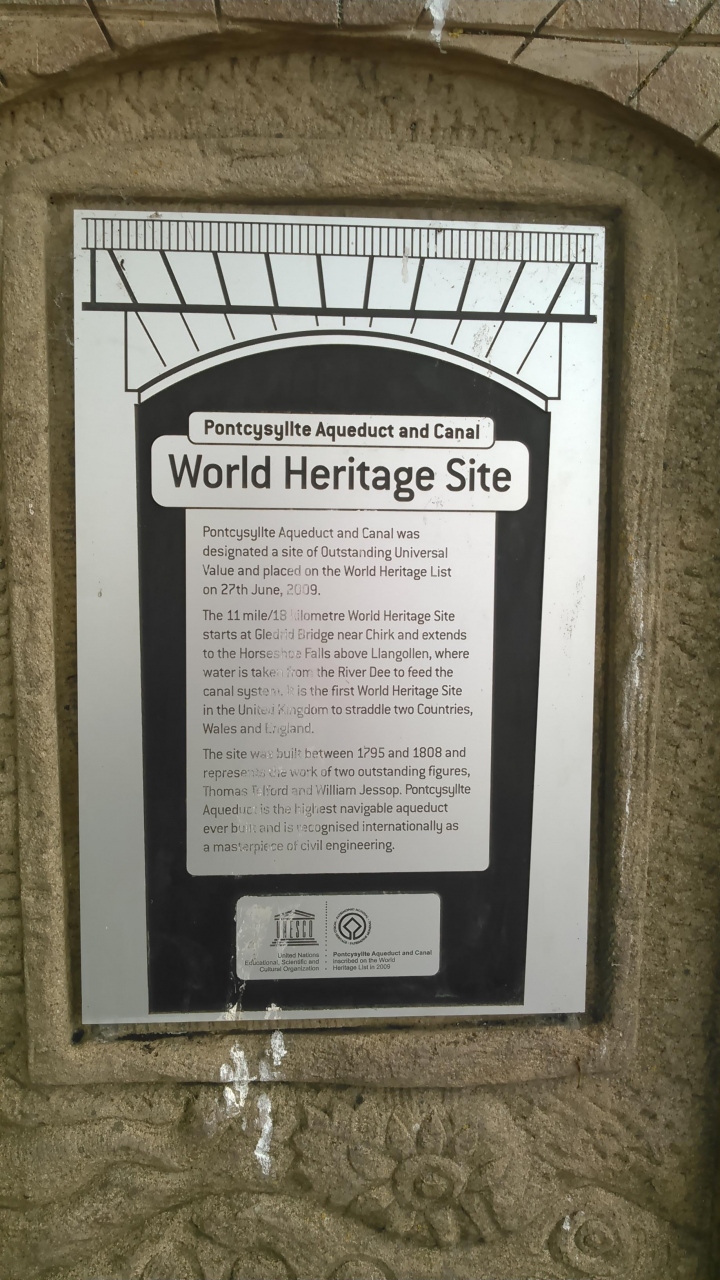 Pontcysyllte Aqueduct and Canal
World Heritage Site
Pontcysyllte Aqueduct and Canal was
designated a site of Outstanding Universal
Value and placed on the World Heritage List
on 27th June, 2009.
The 11 mile/18 kilometre World Heritage Site
starts at Gledrid Bridge near Chirk and extends
to the Horseshoe Falls above Llangollen, where
water is taken from the River Dee to feed the
canal system. It is the first World Heritage Site
in the United Kingdom to straddle two Countries,
Wales and England.
The site was built between 1795 and 1808 and
represents the work of two outstanding figures,
Thomas Telford and William Jessop. Pontcysyllte
Aqueduct is the highest navigable aqueduct
ever built and is recognised internationally as
a masterpiece of civil engineering.
UNESCO
United Nations
Educational, Scientific and
Cultural Organization
Pontcysyllte Aqueduct and Canal
inscribed on the World
Heritage List in 2009